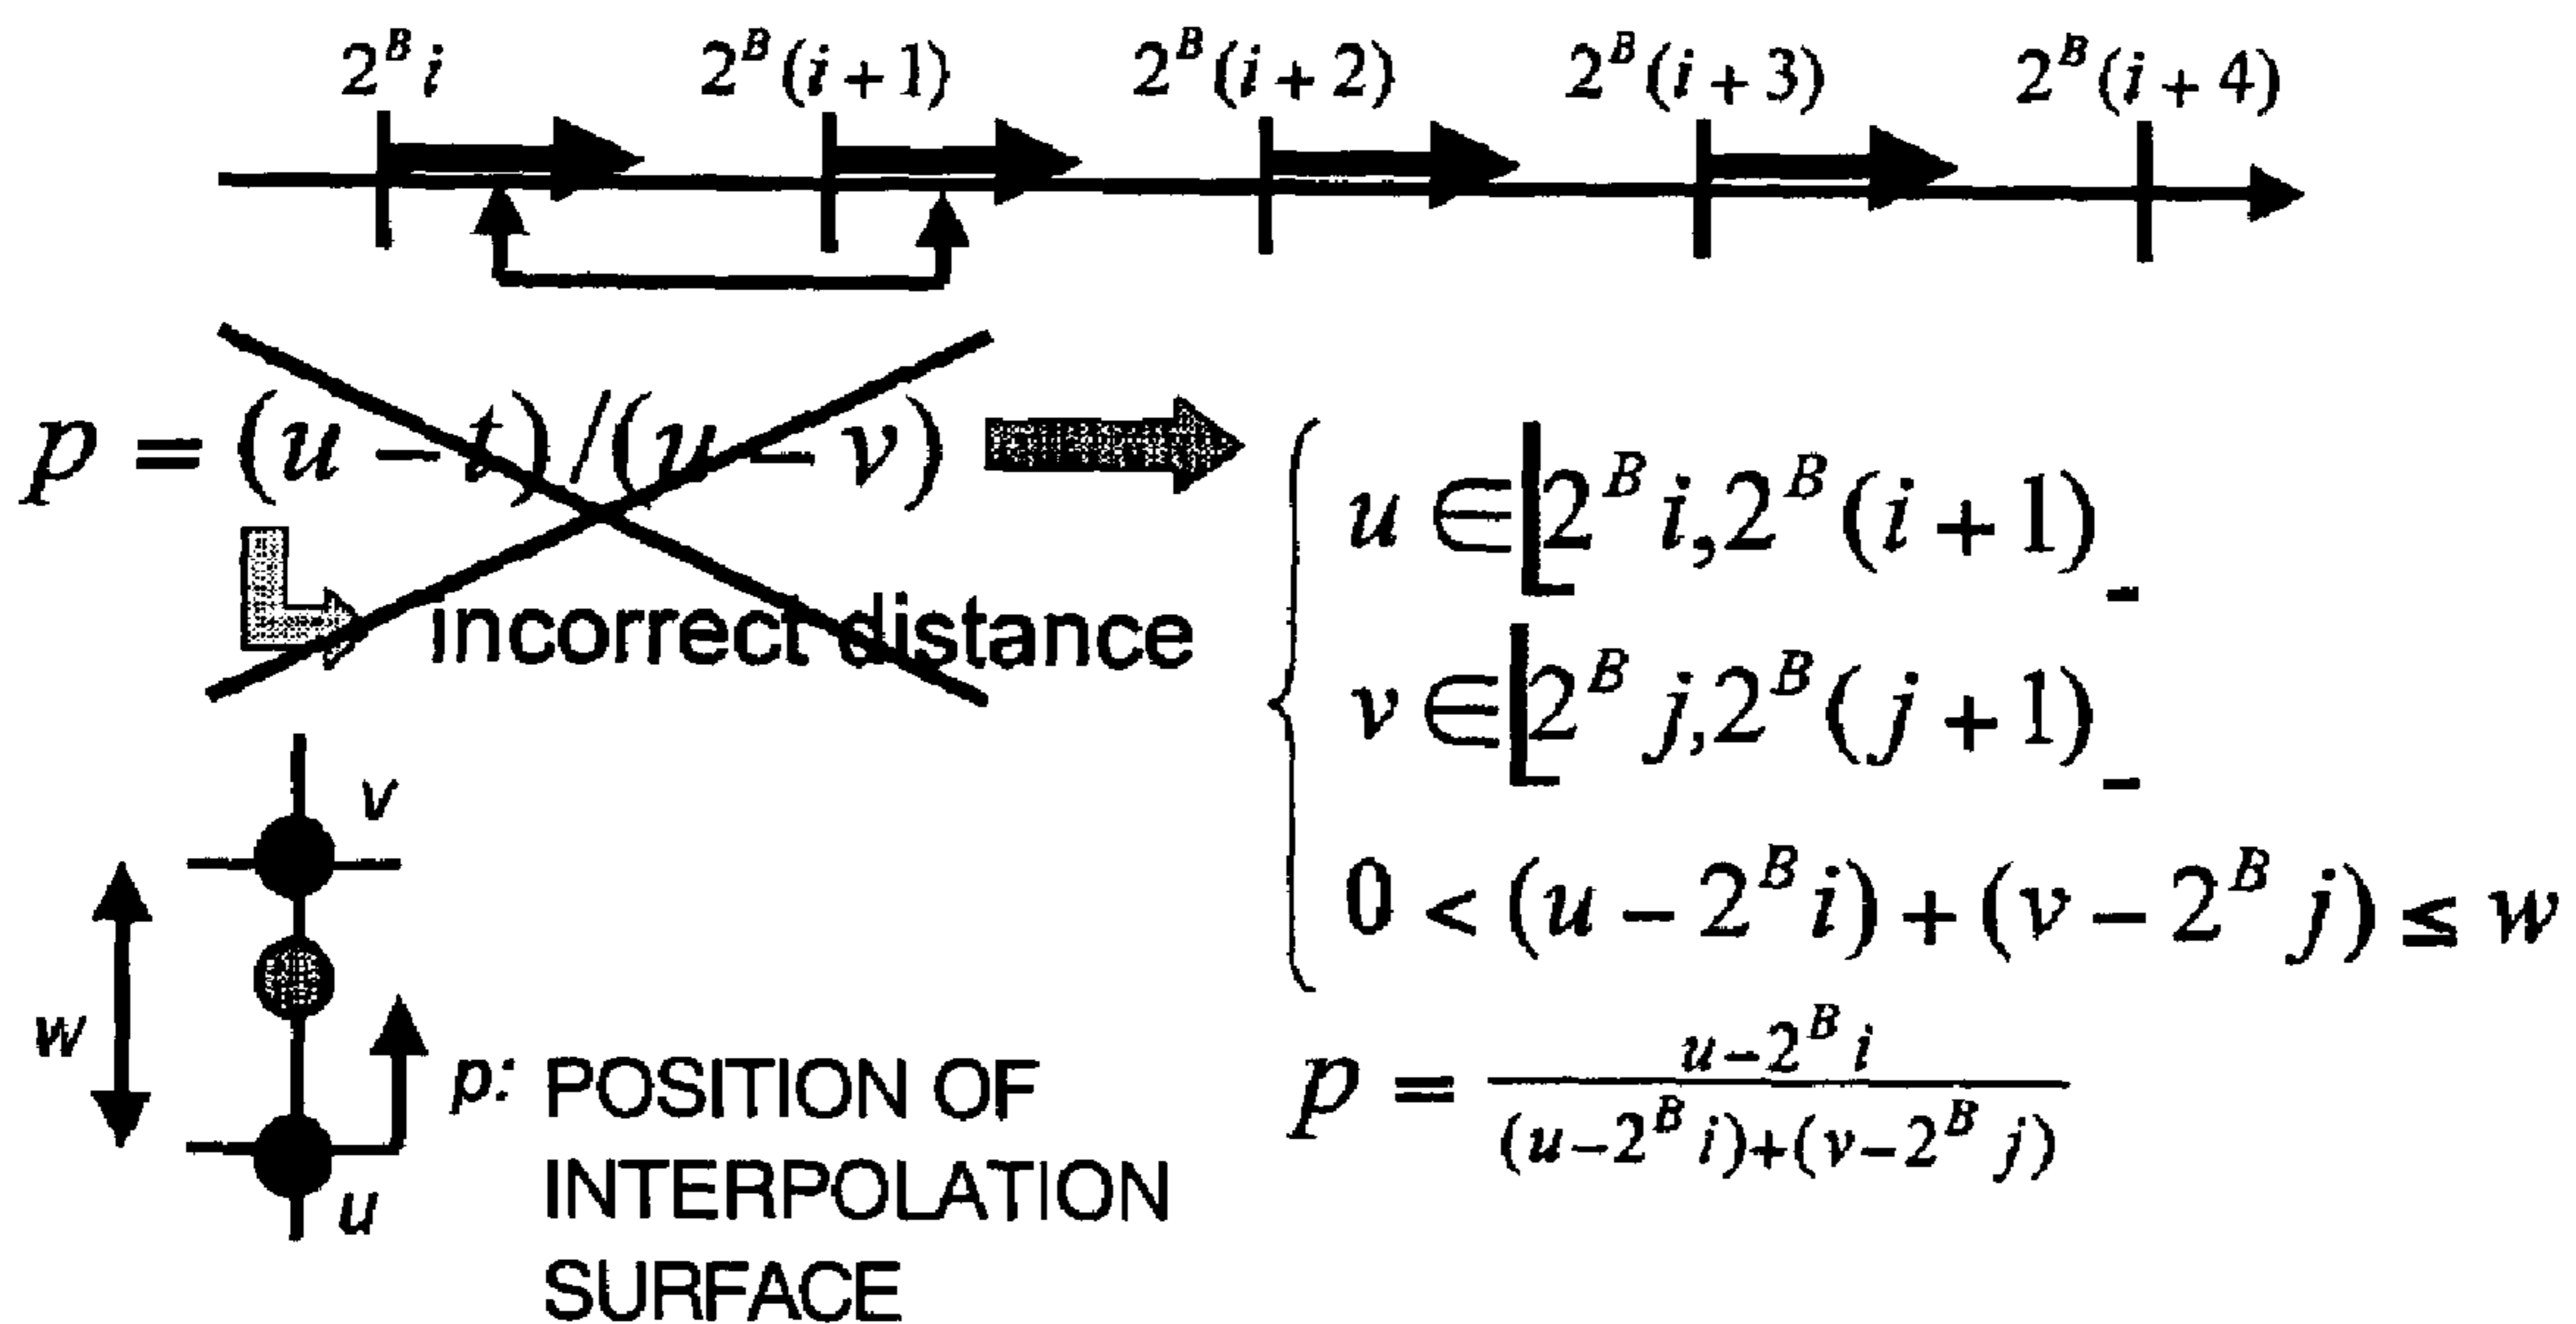 2^B i 2^B(i + 1) 2^B(i + 2) 2^B(i + 3) 2^B(i + 4)
p = (u − t)/(u − v)
incorrect distance
u ∈ [2^B i, 2^B(i + 1)
v ∈ [2^B j, 2^B(j + 1)
0 < (u − 2^B i) + (v − 2^B j) ≤ w
p = (u−2^B i) / ((u−2^B i)+(v−2^B j))
v
w
u
p: POSITION OF
INTERPOLATION
SURFACE